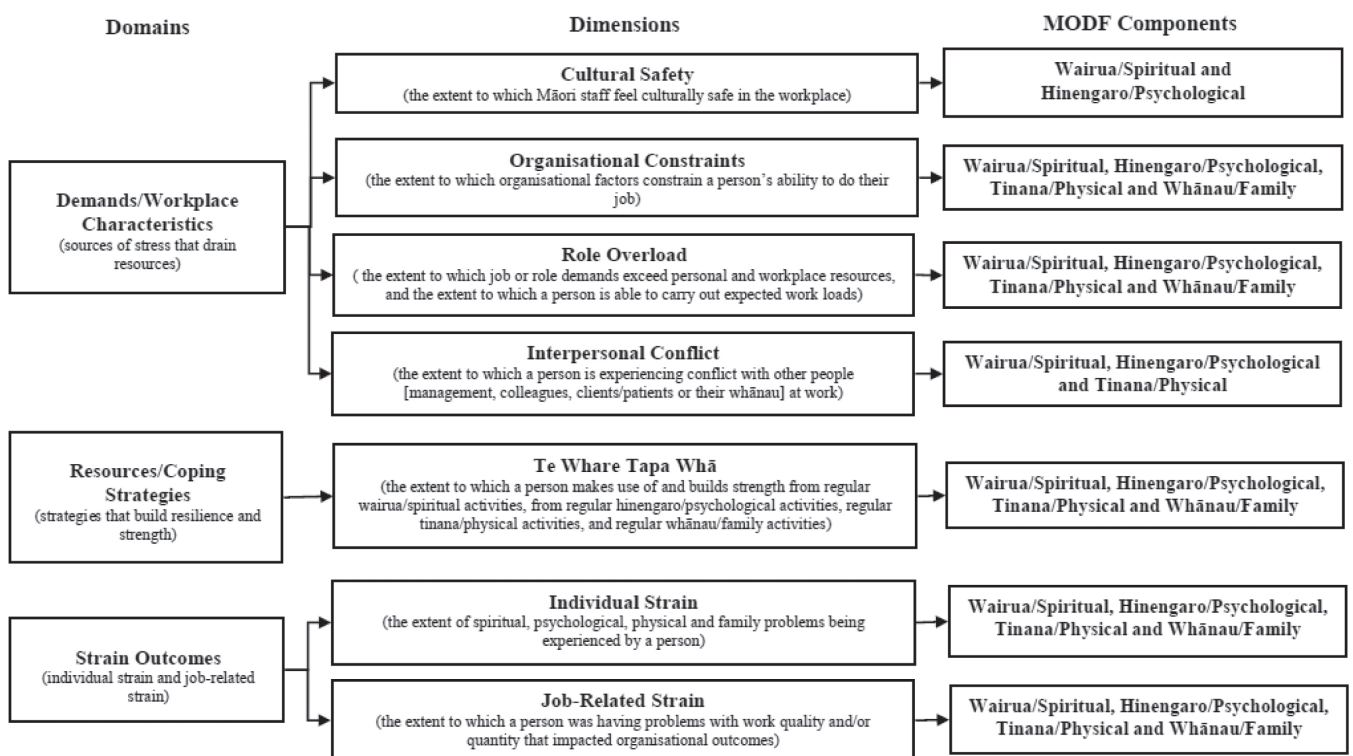 Domains
Dimensions
MODF Components
Demands/Workplace
Characteristics
(sources of stress that drain
resources)
Cultural Safety
(the extent to which Māori staff feel culturally safe in the workplace)
Wairua/Spiritual and
Hinengaro/Psychological
Organisational Constraints
(the extent to which organisational factors constrain a person's ability to do their
job)
Wairua/Spiritual, Hinengaro/Psychological,
Tinana/Physical and Whānau/Family
Role Overload
( the extent to which job or role demands exceed personal and workplace resources,
and the extent to which a person is able to carry out expected work loads)
Wairua/Spiritual, Hinengaro/Psychological,
Tinana/Physical and Whānau/Family
Interpersonal Conflict
(the extent to which a person is experiencing conflict with other people
[management, colleagues, clients/patients or their whānau] at work)
Wairua/Spiritual, Hinengaro/Psychological
and Tinana/Physical
Resources/Coping
Strategies
(strategies that build resilience and
strength)
Te Whare Tapa Whā
(the extent to which a person makes use of and builds strength from regular
wairua/spiritual activities, from regular hinengaro/psychological activities, regular
tinana/physical activities, and regular whānau/family activities)
Wairua/Spiritual, Hinengaro/Psychological,
Tinana/Physical and Whānau/Family
Strain Outcomes
(individual strain and job-related
strain)
Individual Strain
(the extent of spiritual, psychological, physical and family problems being
experienced by a person)
Wairua/Spiritual, Hinengaro/Psychological,
Tinana/Physical and Whānau/Family
Job-Related Strain
(the extent to which a person was having problems with work quality and/or
quantity that impacted organisational outcomes)
Wairua/Spiritual, Hinengaro/Psychological,
Tinana/Physical and Whānau/Family